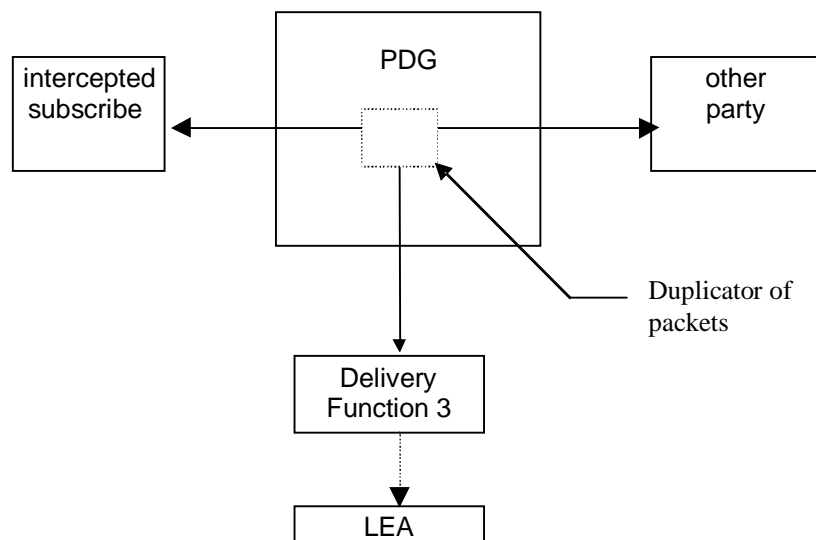 PDG
intercepted
subscribe
other
party
Duplicator of
packets
Delivery
Function 3
LEA